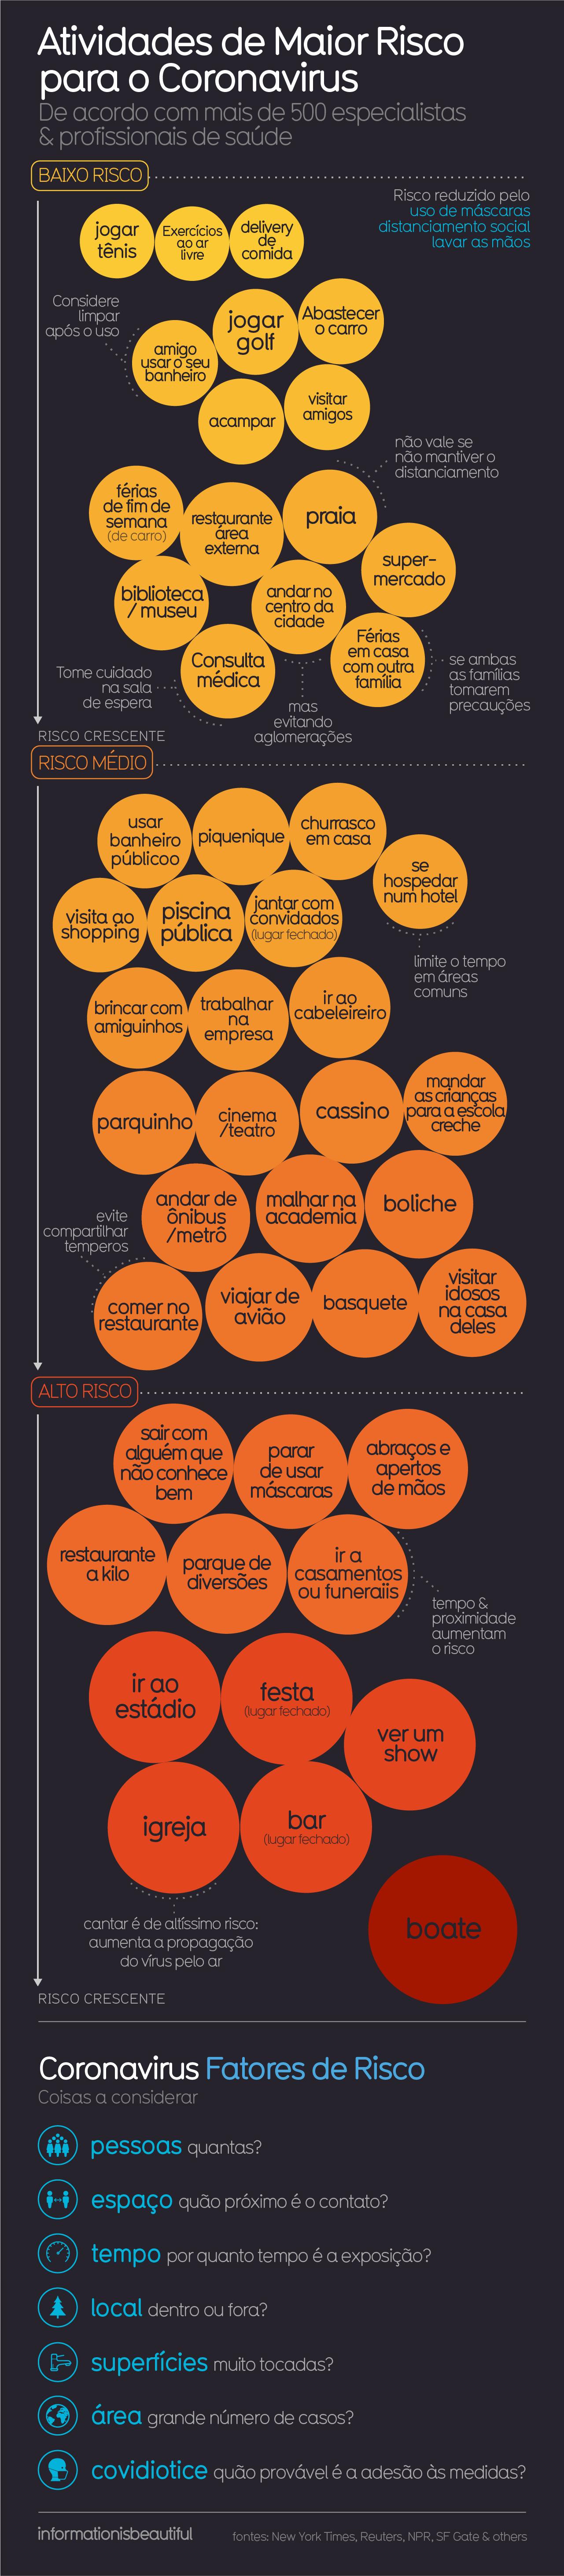 Atividades de Maior Risco
para o Coronavirus
De acordo com mais de 500 especialistas
& profissionais de saúde
BAIXO RISCO
Risco reduzido pelo
uso de máscaras
distanciamento social
lavar as mãos
jogar
tênis
Exercícios
ao ar
livre
delivery
de
comida
Considere
limpar
após o uso
jogar
golf
Abastecer
o carro
amigo
usar o seu
banheiro
acampar
visitar
amigos
não vale se
não mantiver o
distanciamento
férias
de fim de
semana
(de carro)
restaurante
área
externa
praia
super-
mercado
biblioteca
/ museu
andar no
centro da
cidade
Férias
em casa
com outra
família
Consulta
médica
Tome cuidado
na sala
de espera
mas
evitando
aglomerações
se ambas
as famílias
tomarem
precauções
RISCO CRESCENTE
RISCO MÉDIO
usar
banheiro
públicoo
piquenique
churrasco
em casa
se
hospedar
num hotel
visita ao
shopping
piscina
pública
jantar com
convidados
(lugar fechado)
limite o tempo
em áreas
comuns
brincar com
amiguinhos
trabalhar
na
empresa
ir ao
cabeleireiro
parquinho
cinema
/teatro
cassino
mandar
as crianças
para a escola
creche
andar de
ônibus
/metrô
malhar na
academia
boliche
evite
compartilhar
temperos
comer no
restaurante
viajar de
avião
basquete
visitar
idosos
na casa
deles
ALTO RISCO
sair com
alguém que
não conhece
bem
parar
de usar
máscaras
abraços e
apertos
de mãos
restaurante
a kilo
parque de
diversões
ir a
casamentos
ou funeraiis
tempo &
proximidade
aumentam
o risco
ir ao
estádio
festa
(lugar fechado)
ver um
show
igreja
bar
(lugar fechado)
boate
cantar é de altíssimo risco:
aumenta a propagação
do vírus pelo ar
RISCO CRESCENTE
Coronavirus Fatores de Risco
Coisas a considerar
pessoas quantas?
espaço quão próximo é o contato?
tempo por quanto tempo é a exposição?
local dentro ou fora?
superfícies muito tocadas?
área grande número de casos?
covidiotice quão provável é a adesão às medidas?
informationisbeautiful
fontes: New York Times, Reuters, NPR, SF Gate & others